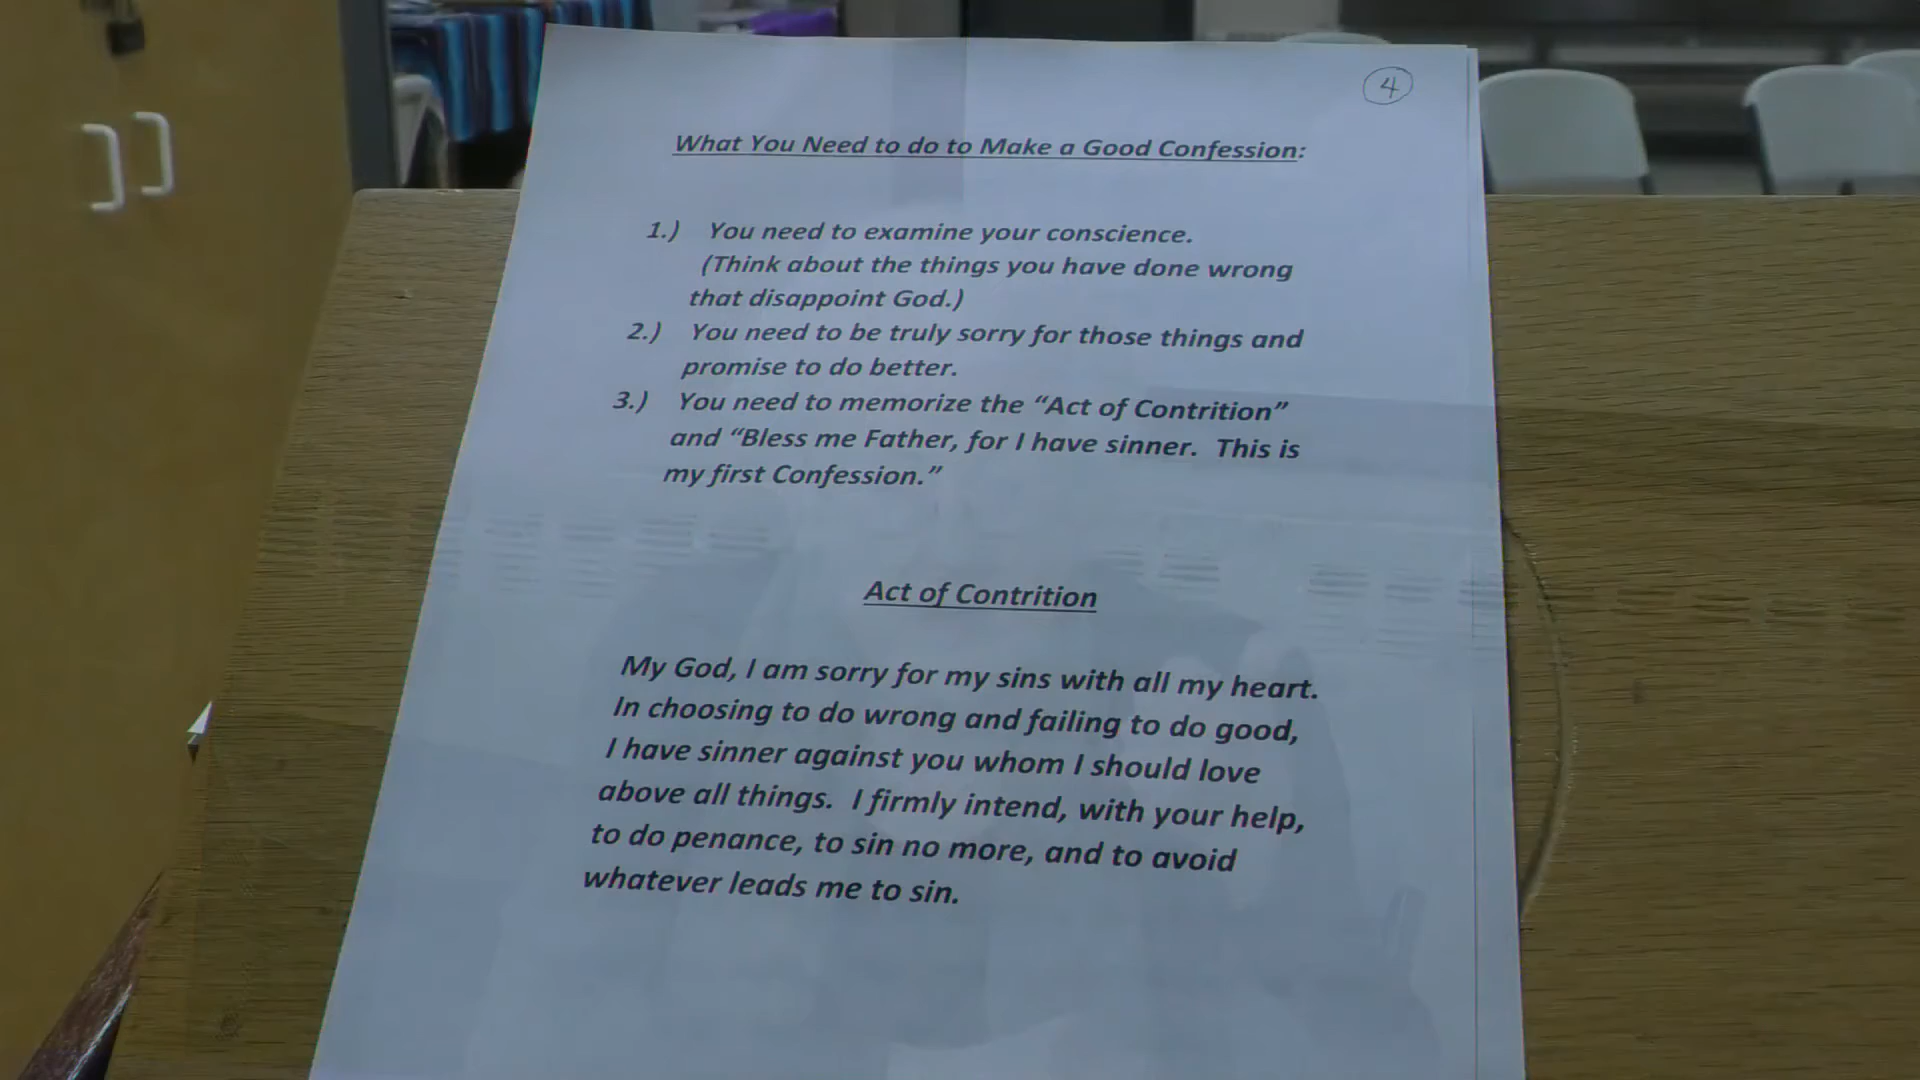 4
What You Need to do to Make a Good Confession:
1.) You need to examine your conscience.
(Think about the things you have done wrong
that disappoint God.)
2.) You need to be truly sorry for those things and
promise to do better.
3.) You need to memorize the “Act of Contrition”
and “Bless me Father, for I have sinner. This is
my first Confession.”
Act of Contrition
My God, I am sorry for my sins with all my heart.
In choosing to do wrong and failing to do good,
I have sinner against you whom I should love
above all things. I firmly intend, with your help,
to do penance, to sin no more, and to avoid
whatever leads me to sin.